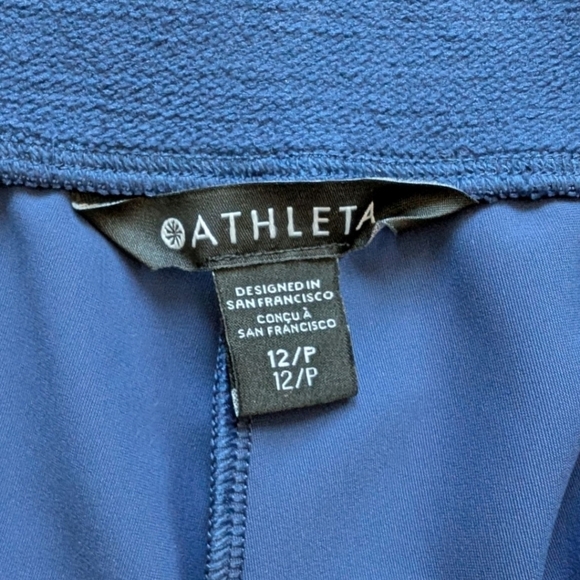 ATHLETA
DESIGNED IN
SAN FRANCISCO
CONÇU À
SAN FRANCISCO
12/P
12/P